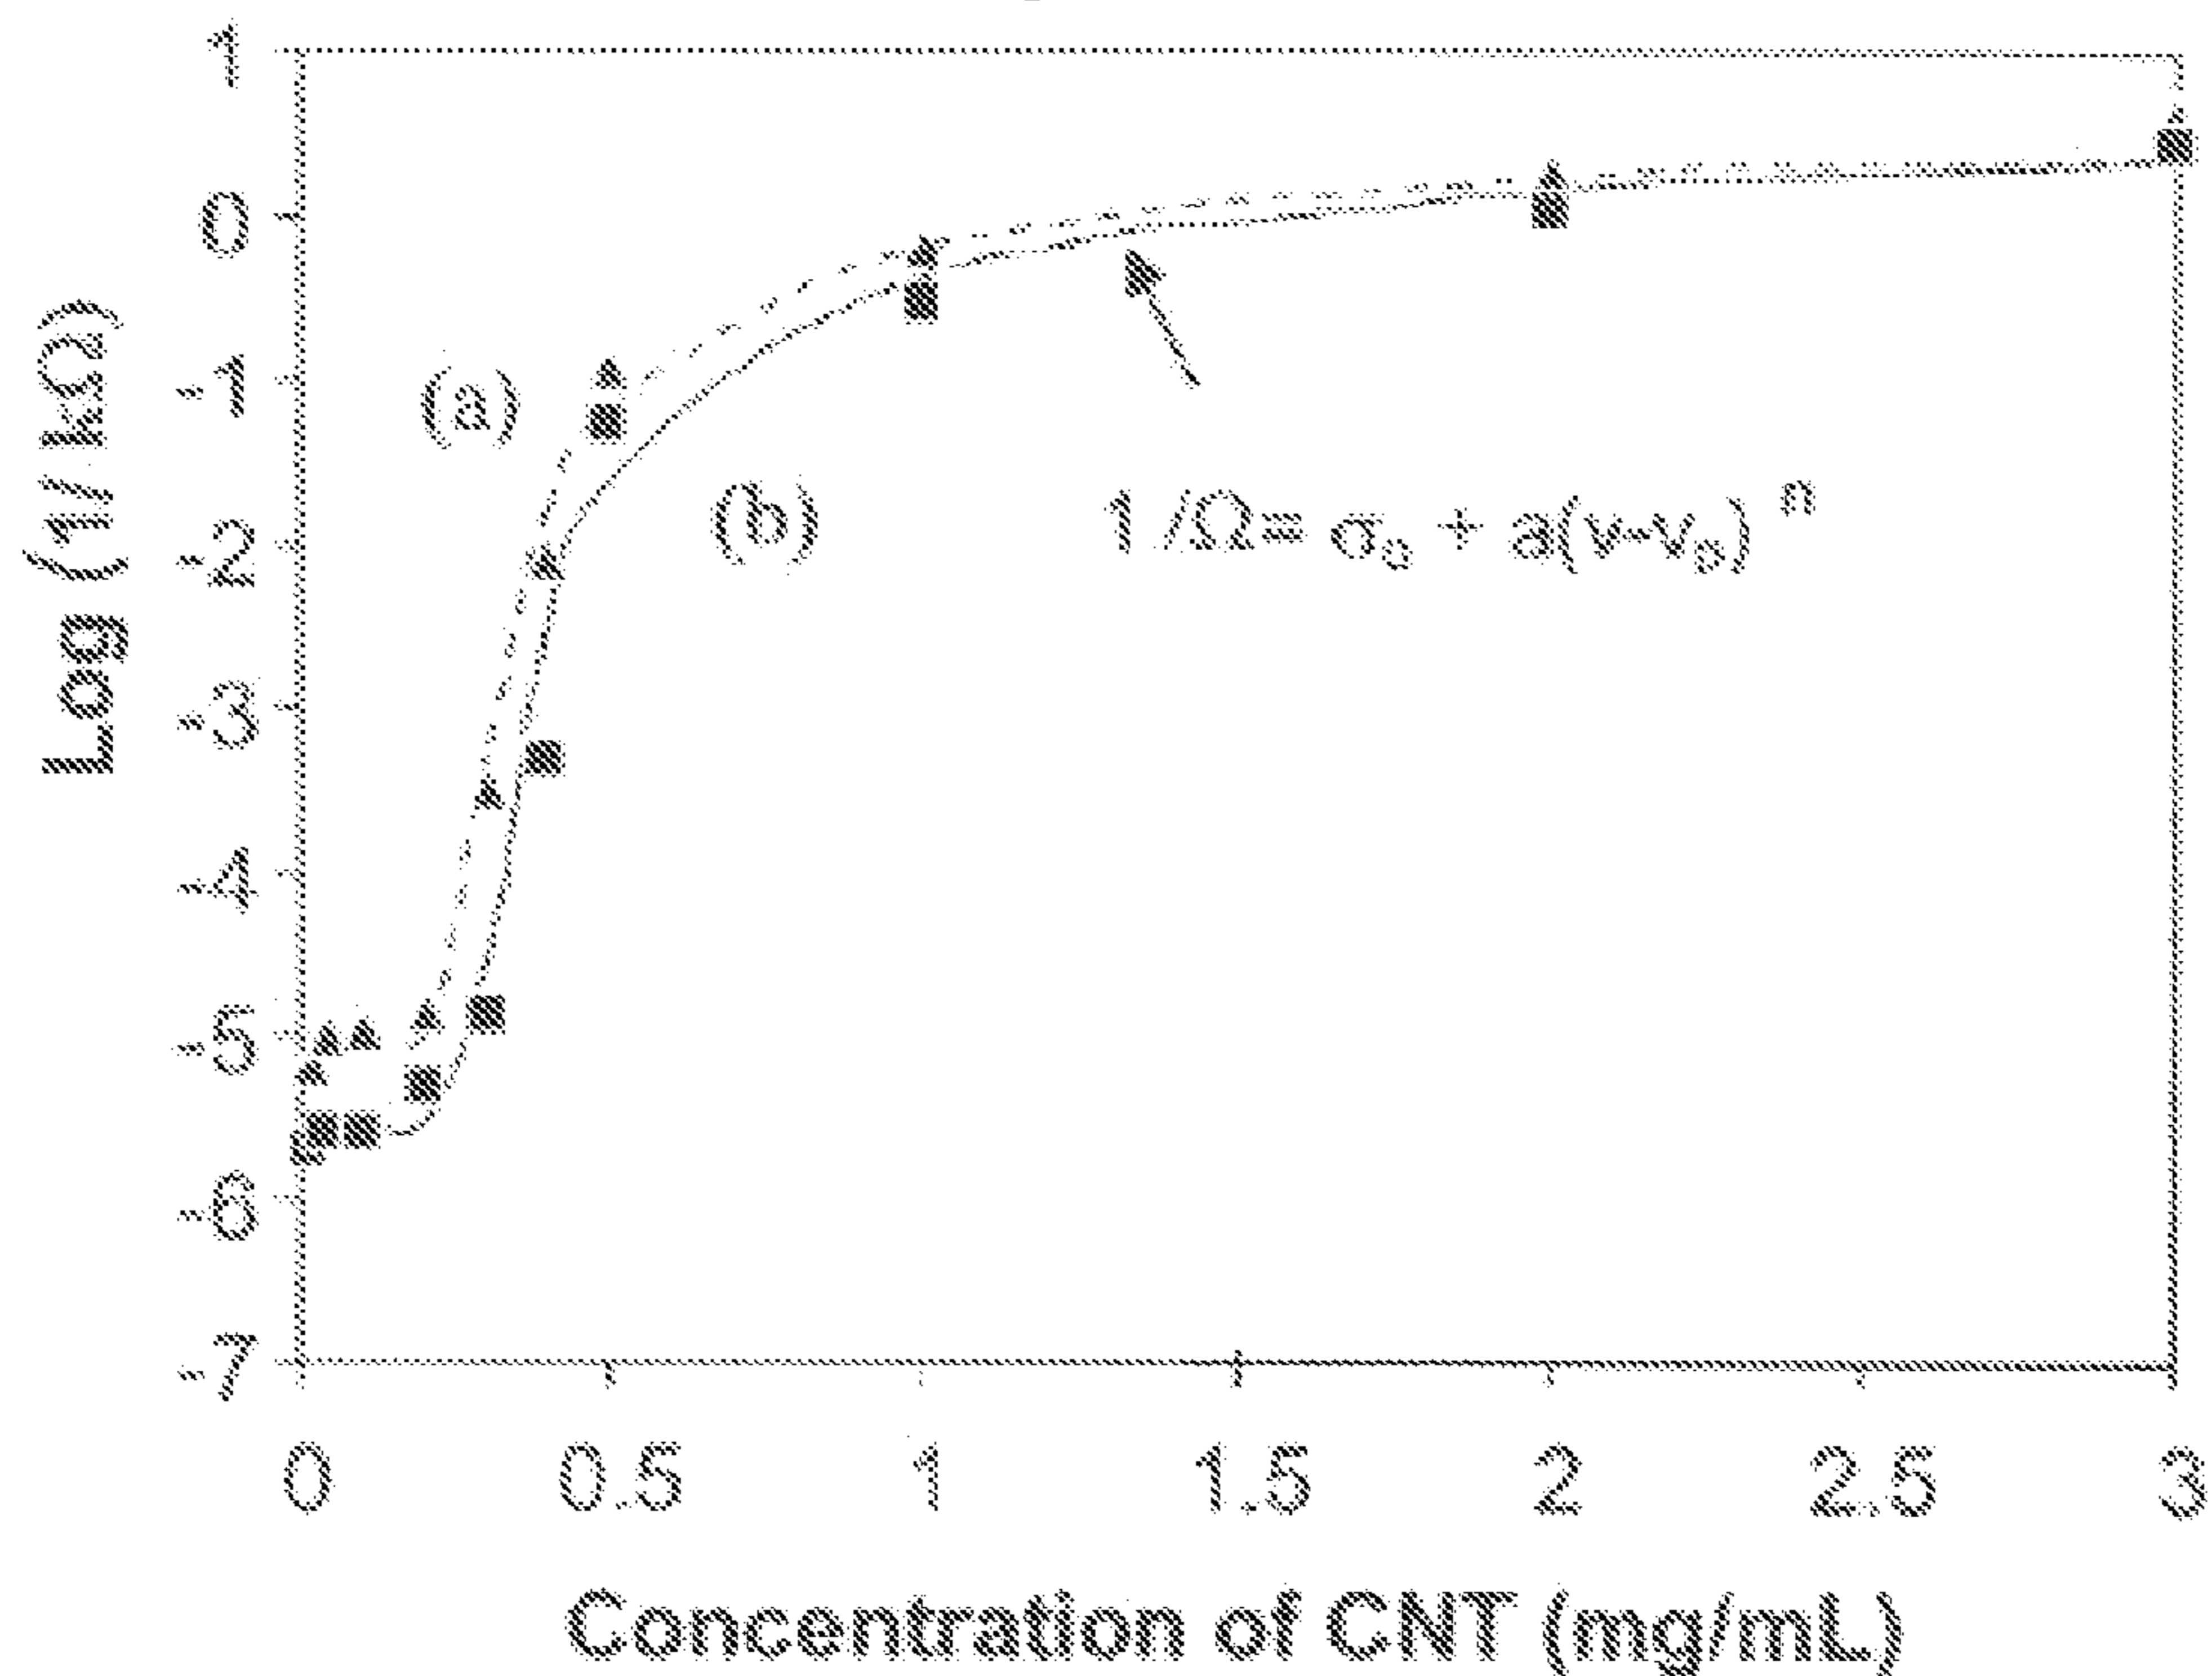 1
0
-1
-2
-3
-4
-5
-6
-7
Log (1/ kΩ)
(a)
(b)
1/Ω= σ₀ + a(v-v₀) ⁿ
0 0.5 1 1.5 2 2.5 3
Concentration of CNT (mg/mL)